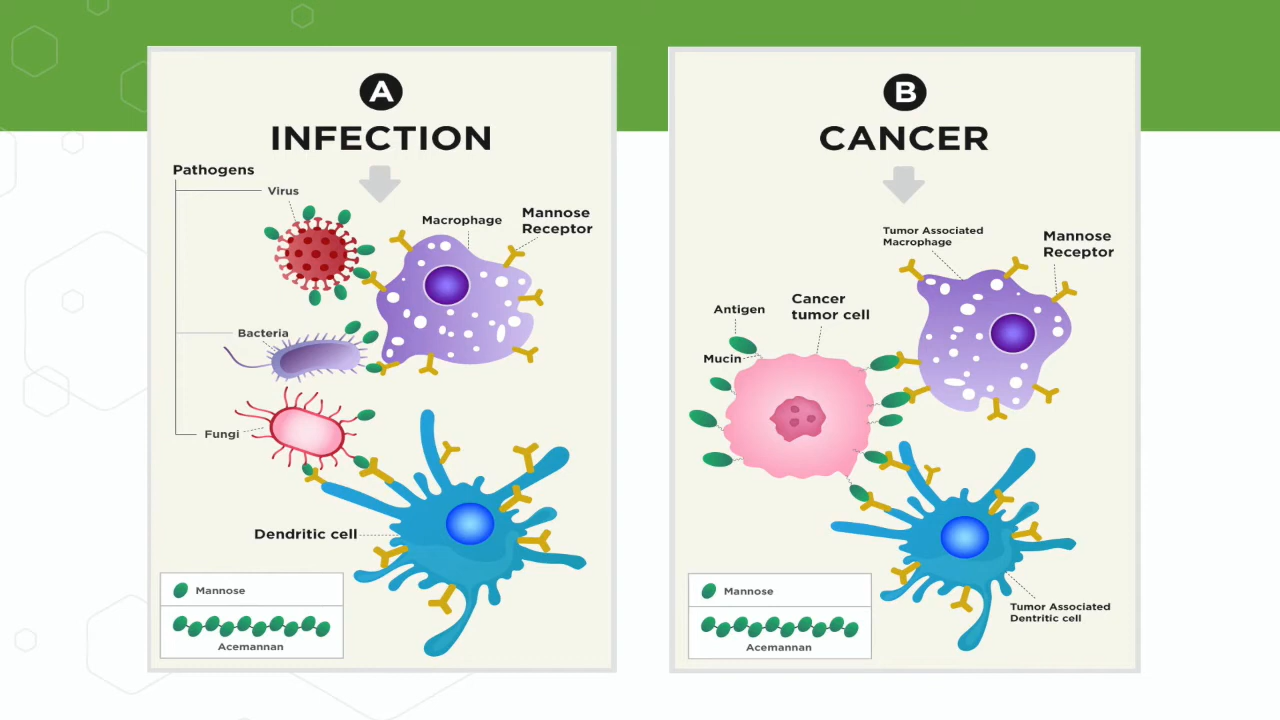 A
INFECTION
Pathogens
Virus
Macrophage
Mannose
Receptor
Bacteria
Fungi
Dendritic cell
Mannose
Acemannan
B
CANCER
Tumor Associated
Macrophage
Mannose
Receptor
Antigen
Cancer
tumor cell
Mucin
Tumor Associated
Dentritic cell
Mannose
Acemannan